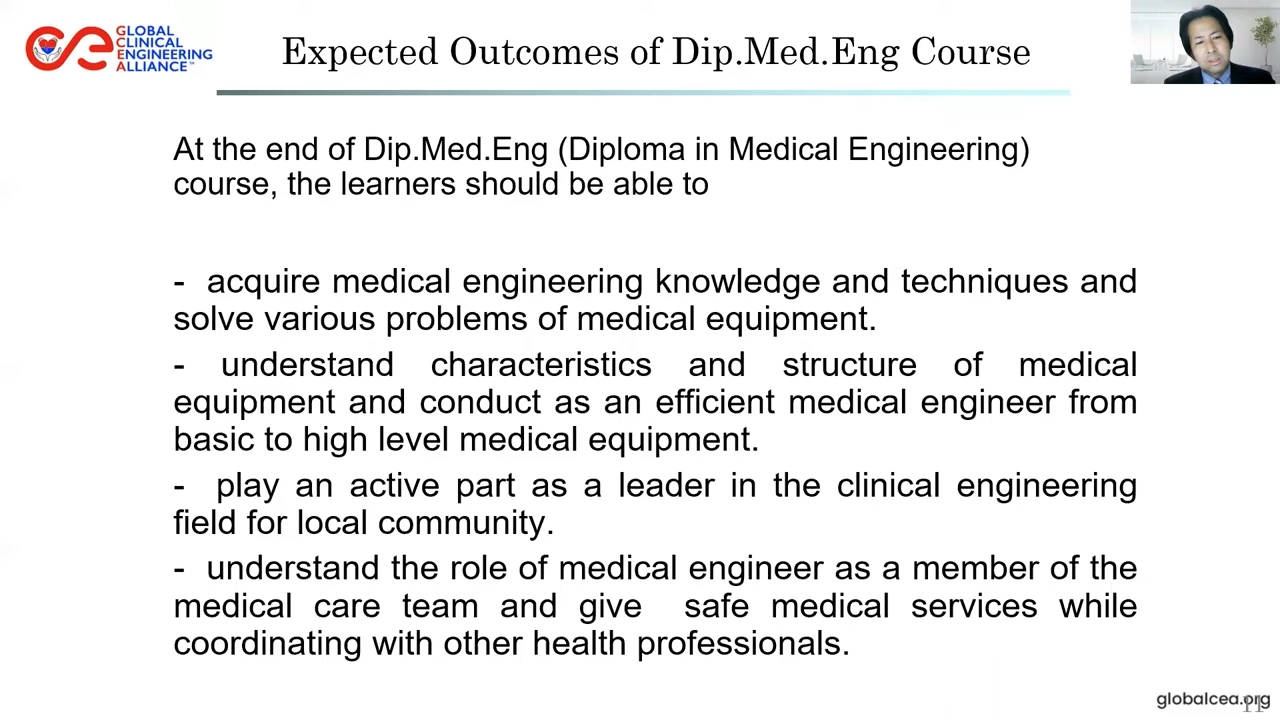 GLOBAL
CLINICAL
ENGINEERING
ALLIANCE™
Expected Outcomes of Dip.Med.Eng Course
At the end of Dip.Med.Eng (Diploma in Medical Engineering)
course, the learners should be able to
- acquire medical engineering knowledge and techniques and
solve various problems of medical equipment.
- understand characteristics and structure of medical
equipment and conduct as an efficient medical engineer from
basic to high level medical equipment.
- play an active part as a leader in the clinical engineering
field for local community.
- understand the role of medical engineer as a member of the
medical care team and give safe medical services while
coordinating with other health professionals.
globalcea.org
11